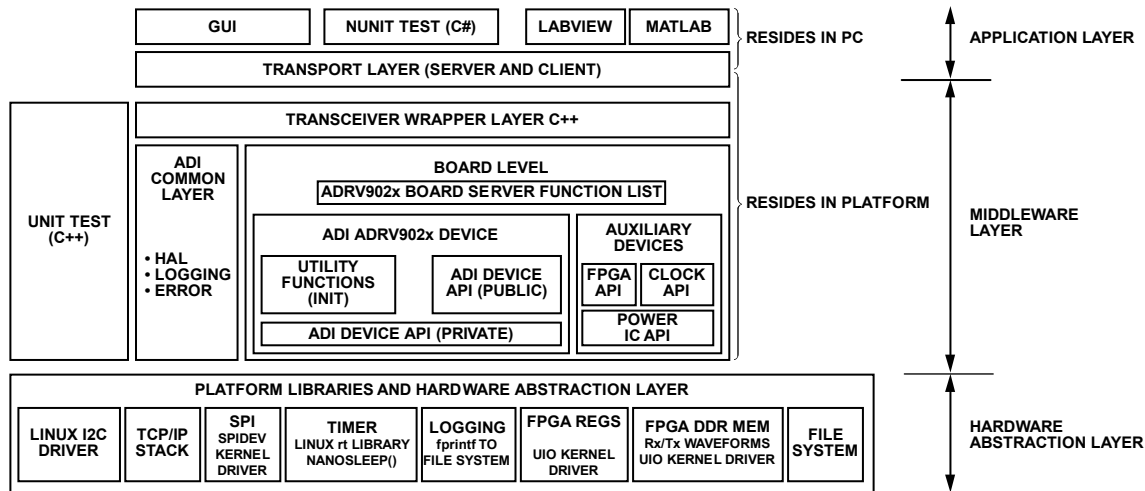 GUI
NUNIT TEST (C#)
LABVIEW
MATLAB
RESIDES IN PC
APPLICATION LAYER
TRANSPORT LAYER (SERVER AND CLIENT)
TRANSCEIVER WRAPPER LAYER C++
UNIT TEST
(C++)
ADI
COMMON
LAYER
• HAL
• LOGGING
• ERROR
BOARD LEVEL
ADRV902x BOARD SERVER FUNCTION LIST
ADI ADRV902x DEVICE
UTILITY
FUNCTIONS
(INIT)
ADI DEVICE
API (PUBLIC)
ADI DEVICE API (PRIVATE)
AUXILIARY
DEVICES
FPGA
API
CLOCK
API
POWER
IC API
RESIDES IN PLATFORM
MIDDLEWARE
LAYER
PLATFORM LIBRARIES AND HARDWARE ABSTRACTION LAYER
LINUX I2C
DRIVER
TCP/IP
STACK
SPI
SPIDEV
KERNEL
DRIVER
TIMER
LINUX rt LIBRARY
NANOSLEEP()
LOGGING
fprintf TO
FILE SYSTEM
FPGA REGS
UIO KERNEL
DRIVER
FPGA DDR MEM
Rx/Tx WAVEFORMS
UIO KERNEL DRIVER
FILE
SYSTEM
HARDWARE
ABSTRACTION LAYER